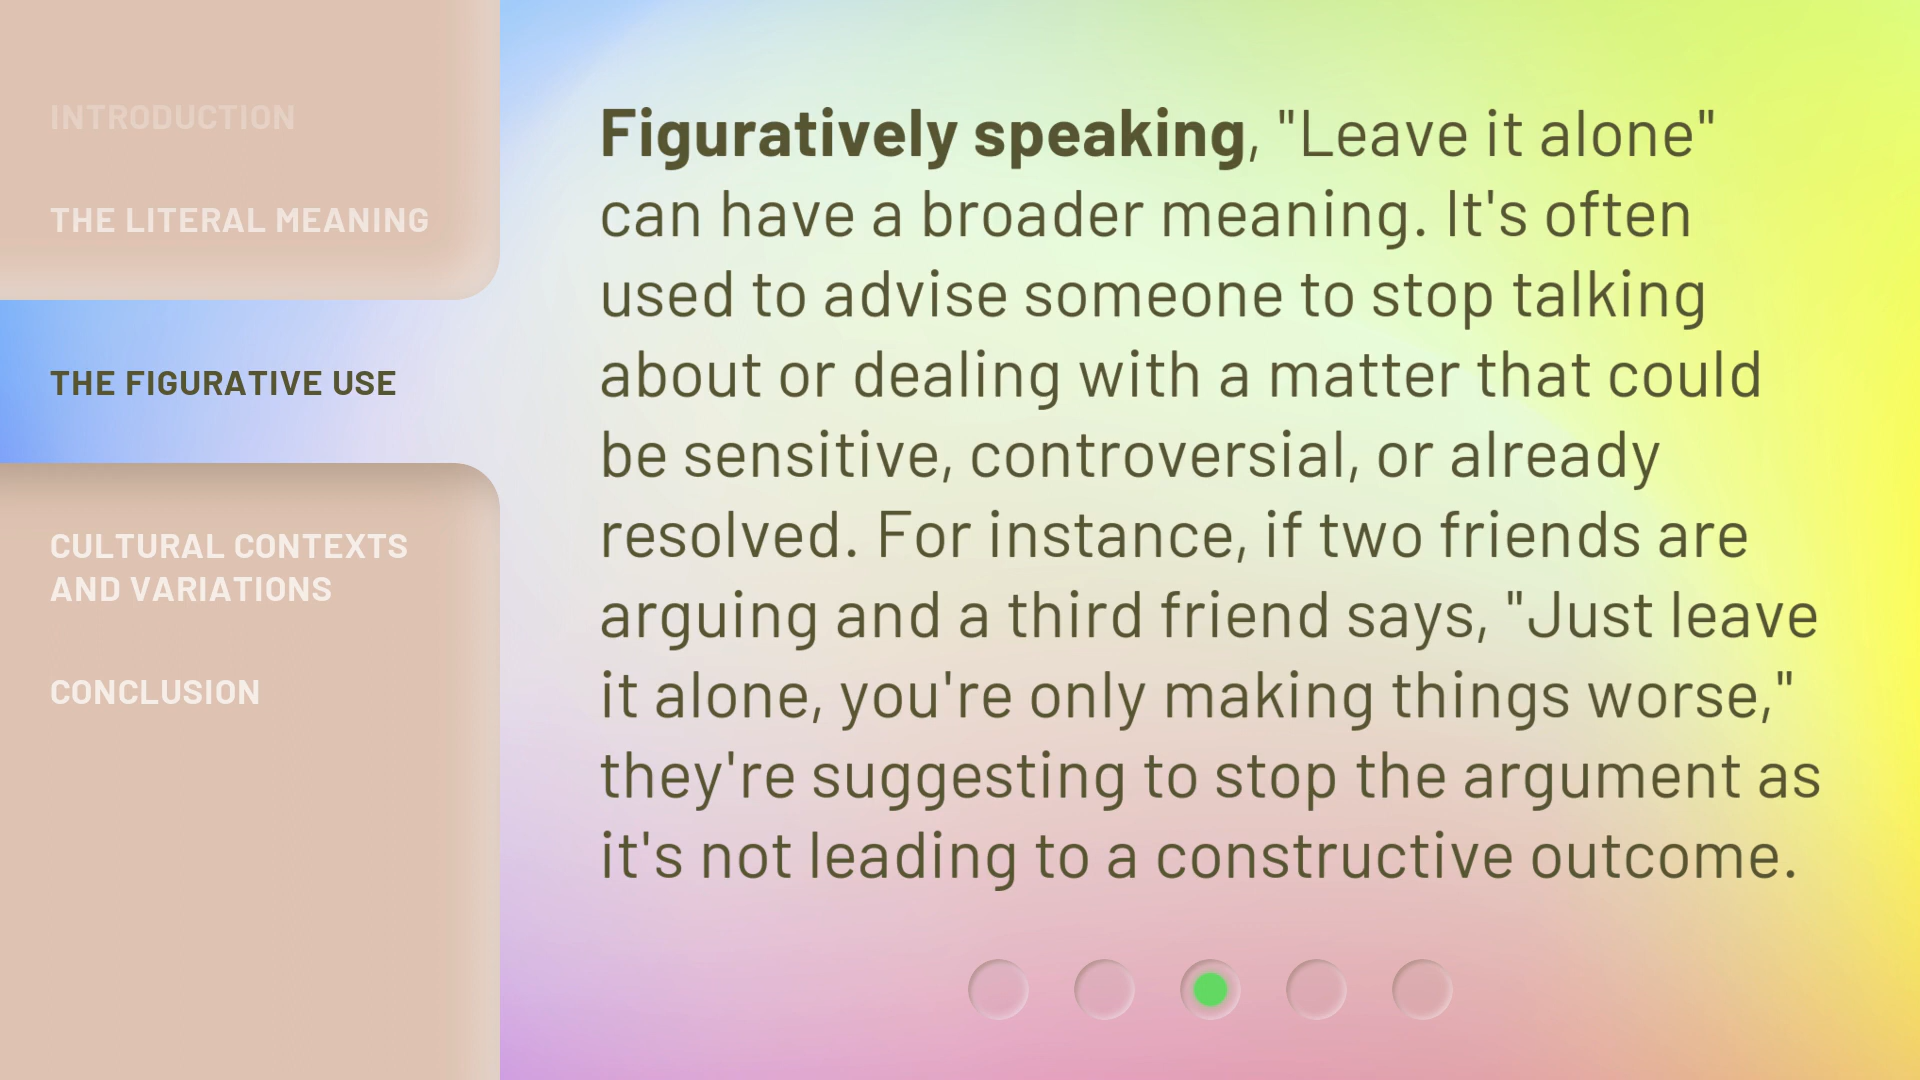 INTRODUCTION
THE LITERAL MEANING
THE FIGURATIVE USE
CULTURAL CONTEXTS
AND VARIATIONS
CONCLUSION
Figuratively speaking, "Leave it alone"
can have a broader meaning. It's often
used to advise someone to stop talking
about or dealing with a matter that could
be sensitive, controversial, or already
resolved. For instance, if two friends are
arguing and a third friend says, "Just leave
it alone, you're only making things worse,"
they're suggesting to stop the argument as
it's not leading to a constructive outcome.